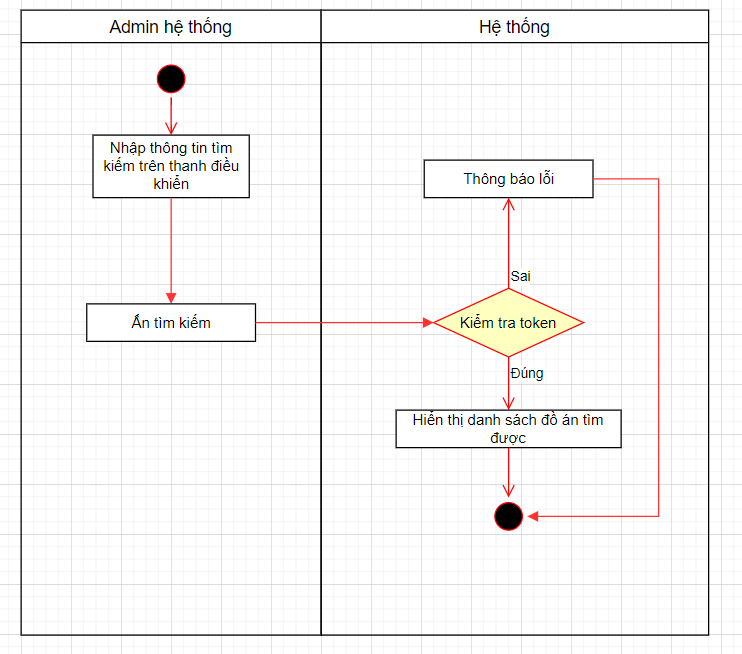 Admin hệ thống
Hệ thống
Nhập thông tin tìm
kiếm trên thanh điều
khiển
Thông báo lỗi
Sai
Ấn tìm kiếm
Kiểm tra token
Đúng
Hiển thị danh sách đồ án tìm
được